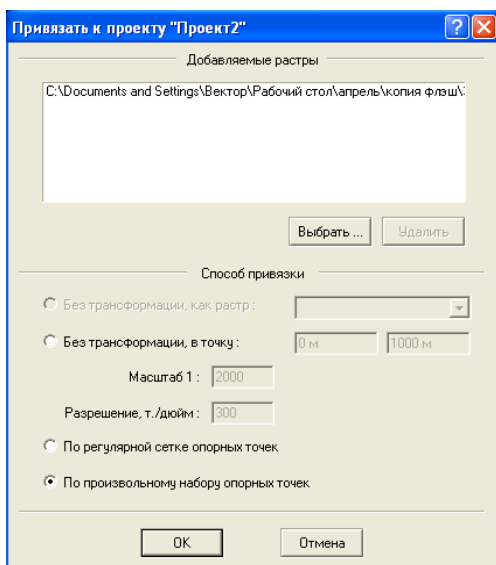 Привязать к проекту "Проект2"
Добавляемые растры
C:\Documents and Settings\Вектор\Рабочий стол\апрель\копия флэш\
Выбрать ...
Удалить
Способ привязки
Без трансформации, как растр :
Без трансформации, в точку :
0 м
1000 м
Масштаб 1 :
2000
Разрешение, т./дюйм :
300
По регулярной сетке опорных точек
По произвольному набору опорных точек
OK
Отмена